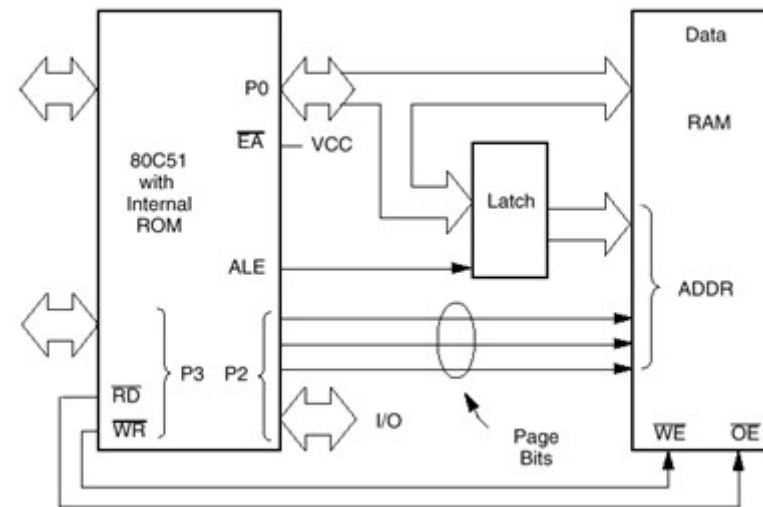 Data
RAM
P0
EA
VCC
80C51
with
Internal
ROM
Latch
ALE
ADDR
P3
P2
RD
WR
I/O
Page
Bits
WE
OE